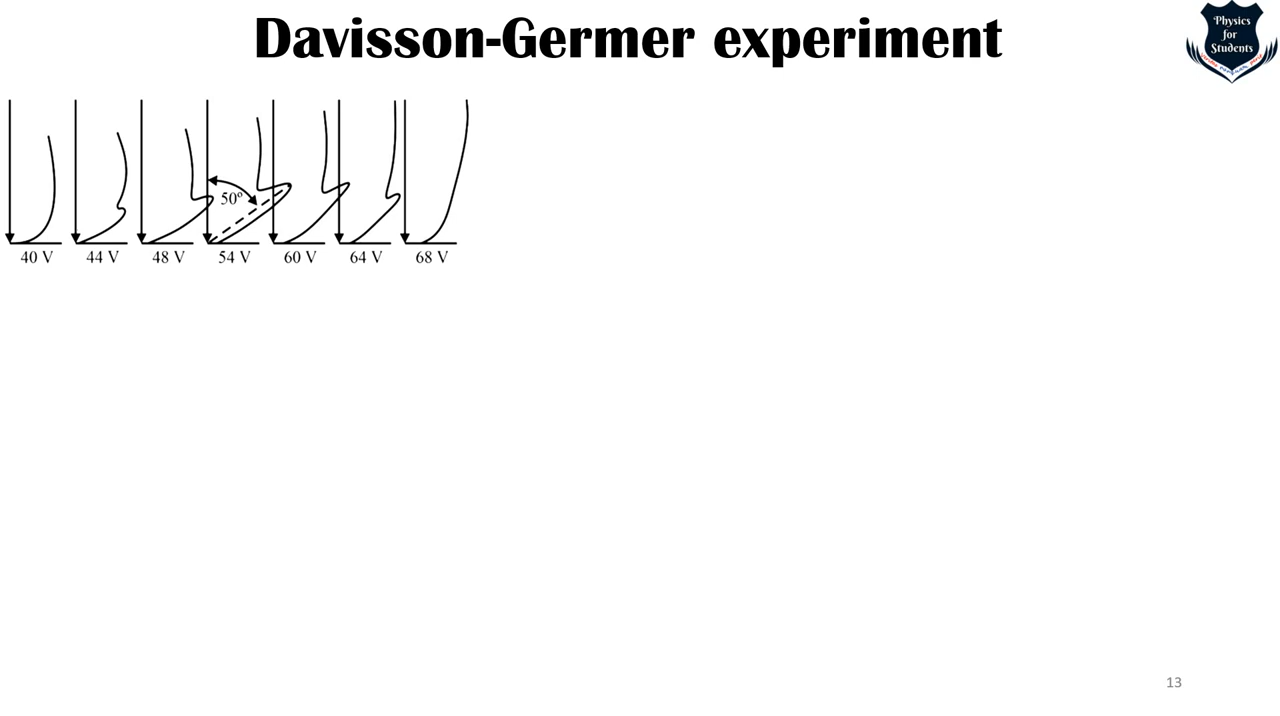 Davisson-Germer experiment
Physics
for
Students
50°
40 V 44 V 48 V 54 V 60 V 64 V 68 V
13